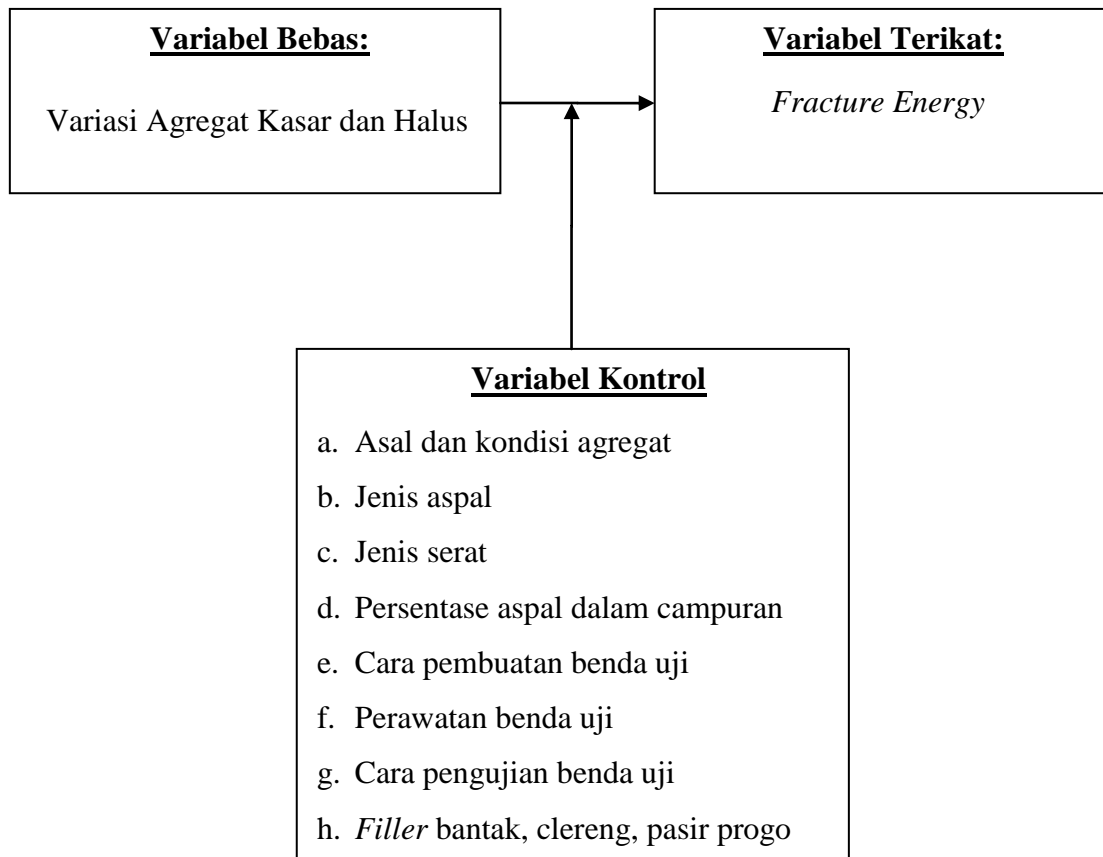 Variabel Bebas:
Variasi Agregat Kasar dan Halus
Variabel Terikat:
Fracture Energy
Variabel Kontrol
a. Asal dan kondisi agregat
b. Jenis aspal
c. Jenis serat
d. Persentase aspal dalam campuran
e. Cara pembuatan benda uji
f. Perawatan benda uji
g. Cara pengujian benda uji
h. Filler bantak, clereng, pasir progo